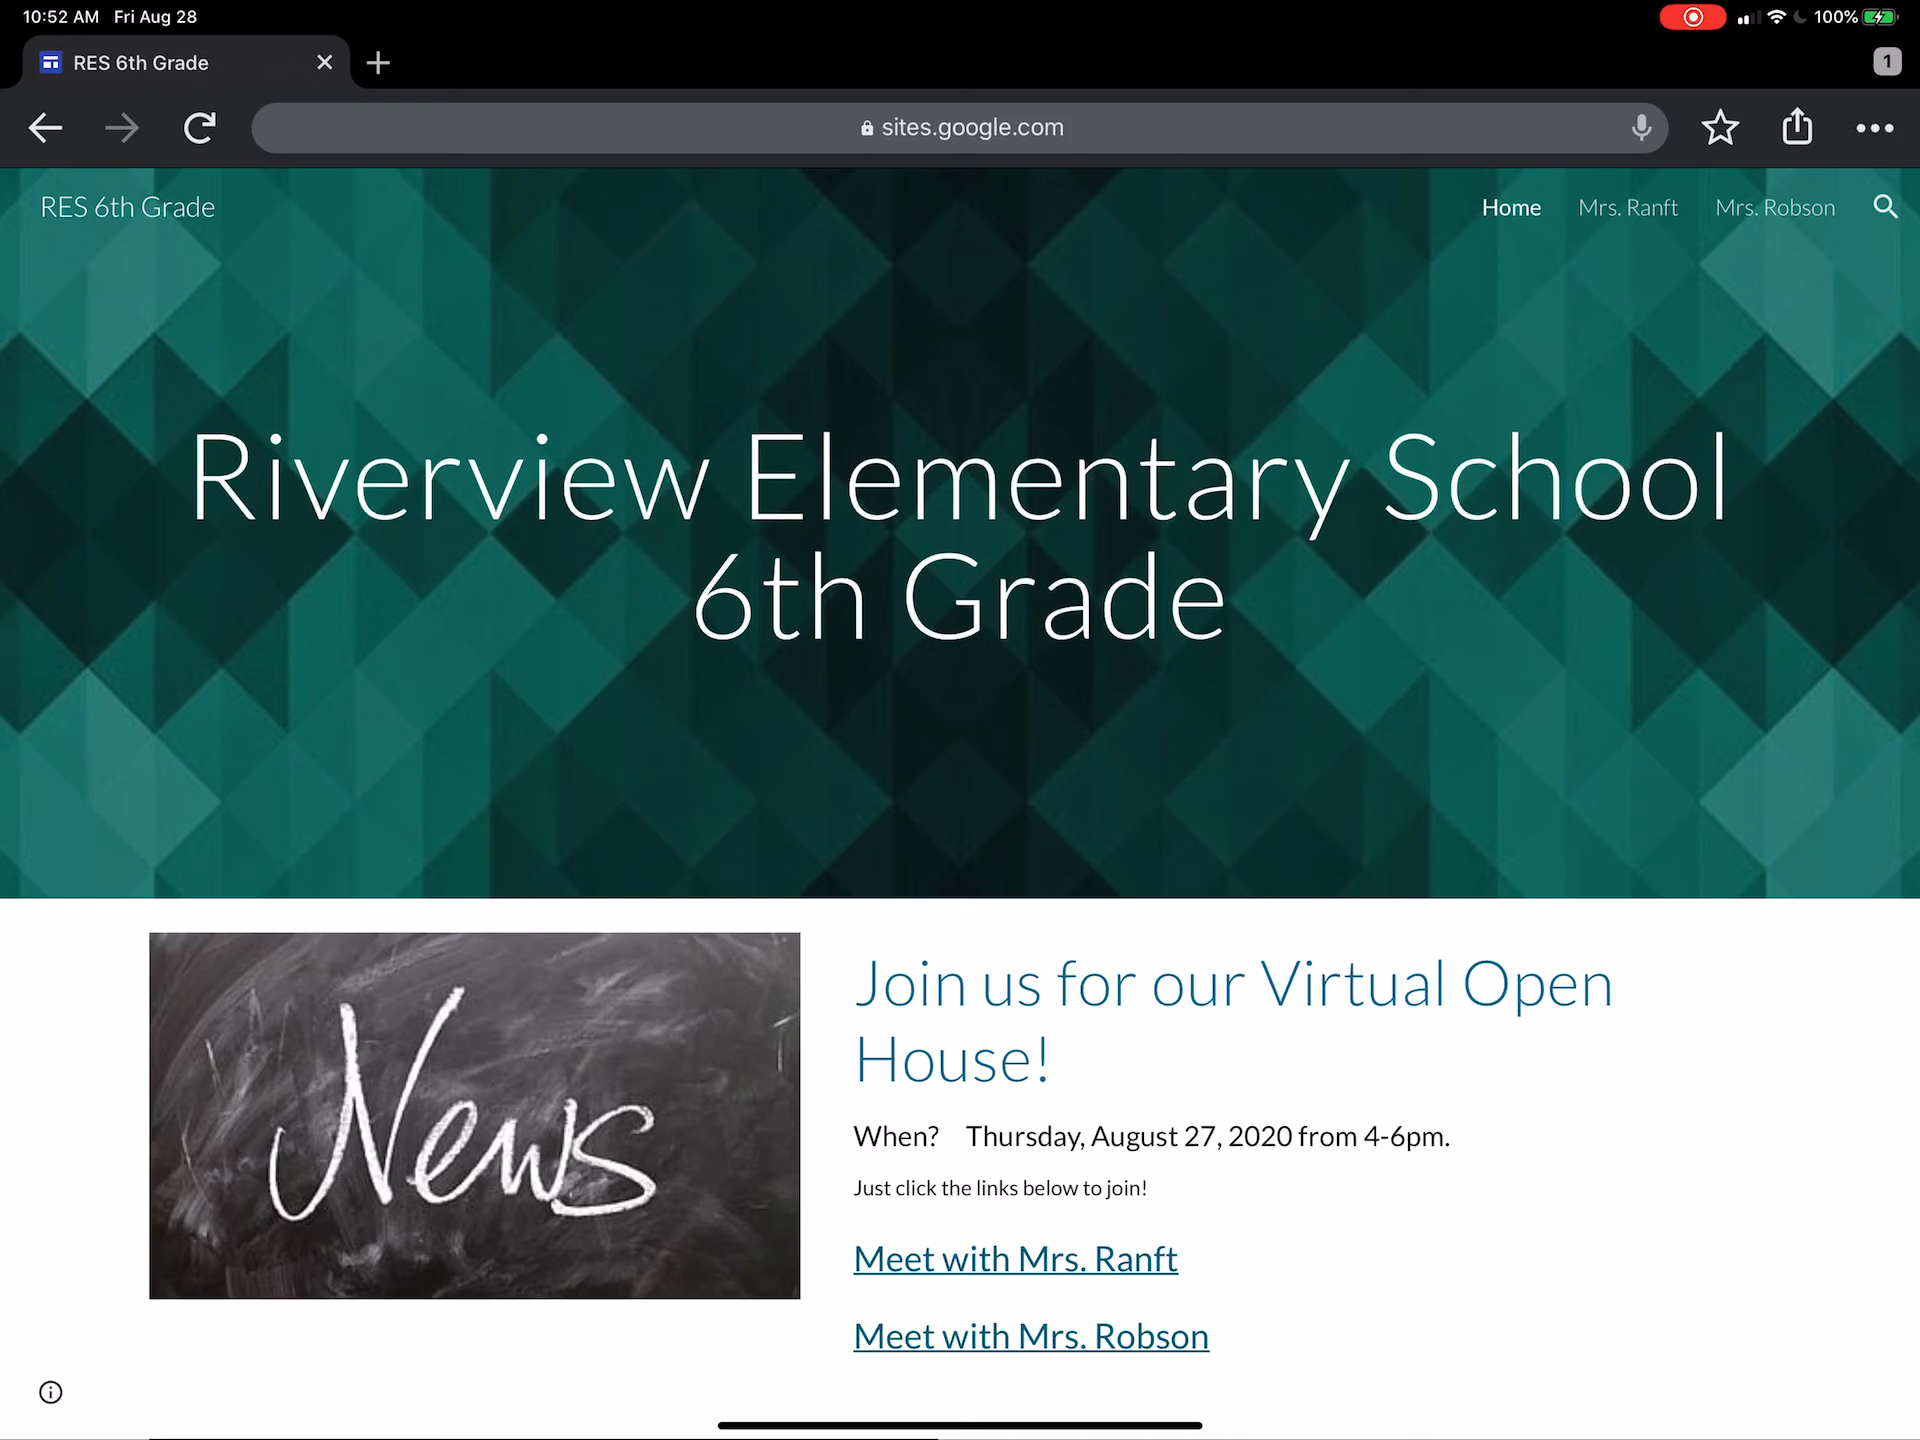 10:52 AM Fri Aug 28
100%
RES 6th Grade
1
sites.google.com
RES 6th Grade
Home
Mrs. Ranft
Mrs. Robson
Riverview Elementary School
6th Grade
News
Join us for our Virtual Open
House!
When? Thursday, August 27, 2020 from 4-6pm.
Just click the links below to join!
Meet with Mrs. Ranft
Meet with Mrs. Robson